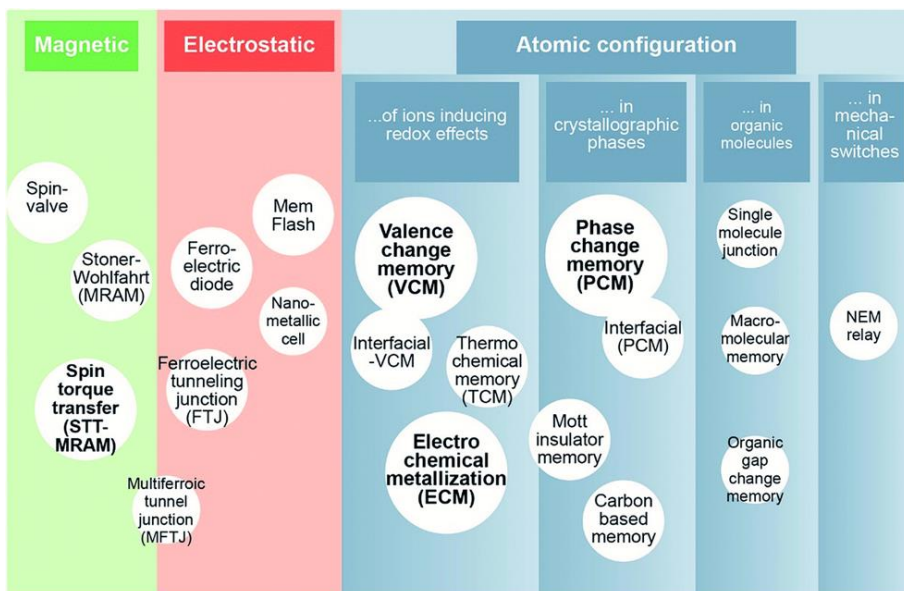 Magnetic
Electrostatic
Atomic configuration
...of ions inducing
redox effects
... in
crystallographic
phases
... in
organic
molecules
... in
mecha-
nical
switches
Spin-
valve
Stoner-
Wohlfahrt
(MRAM)
Spin
torque
transfer
(STT-
MRAM)
Multiferroic
tunnel
junction
(MFTJ)
Mem
Flash
Ferro-
electric
diode
Nano-
metallic
cell
Ferroelectric
tunneling
junction
(FTJ)
Valence
change
memory
(VCM)
Interfacial
-VCM
Thermo
chemical
memory
(TCM)
Electro
chemical
metallization
(ECM)
Phase
change
memory
(PCM)
Interfacial
(PCM)
Mott
insulator
memory
Carbon
based
memory
Single
molecule
junction
Macro-
molecular
memory
Organic
gap
change
memory
NEM
relay